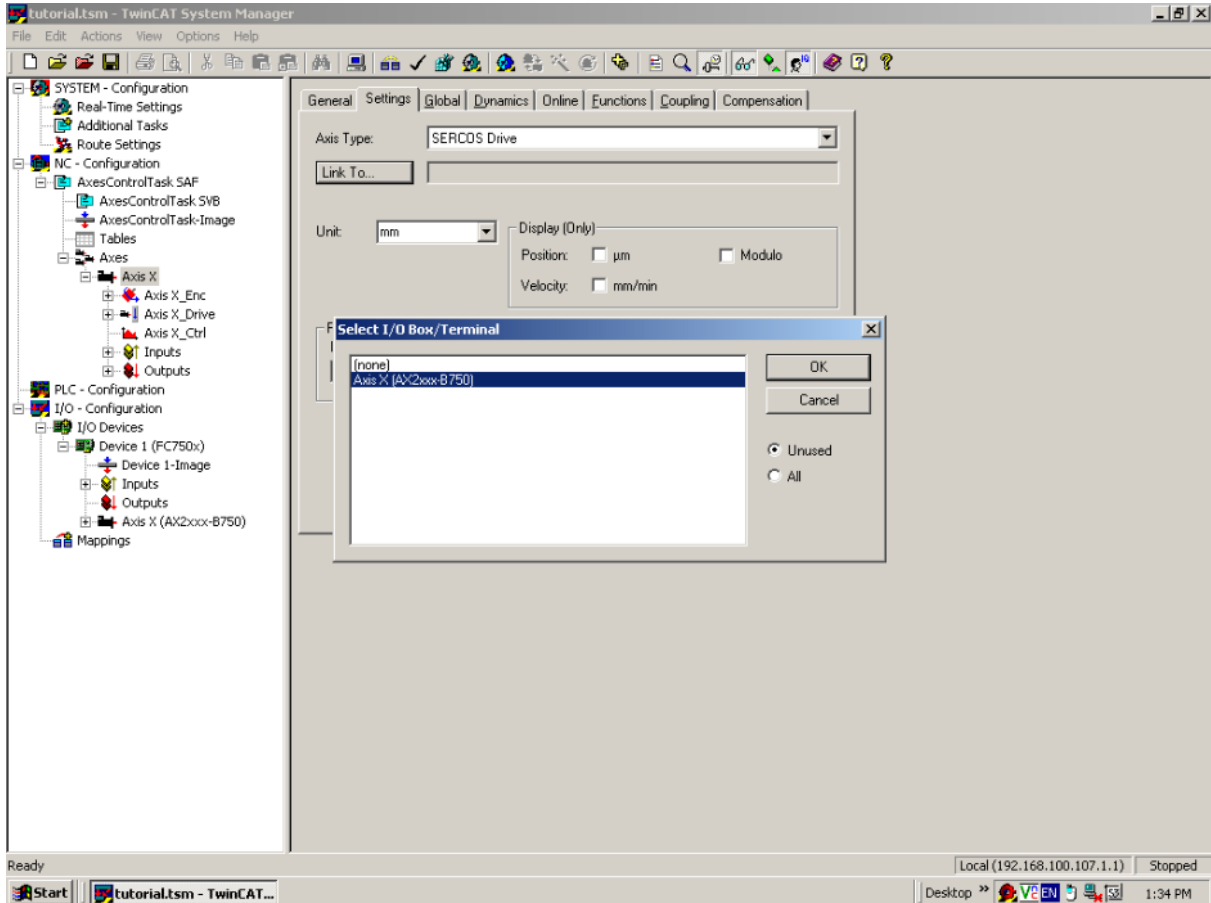 tutorial.tsm - TwinCAT System Manager
File Edit Actions View Options Help
SYSTEM - Configuration
Real-Time Settings
Additional Tasks
Route Settings
NC - Configuration
AxesControlTask SAF
AxesControlTask SVB
AxesControlTask-Image
Tables
Axes
Axis X
Axis X_Enc
Axis X_Drive
Axis X_Ctrl
Inputs
Outputs
PLC - Configuration
I/O - Configuration
I/O Devices
Device 1 (FC750x)
Device 1-Image
Inputs
Outputs
Axis X (AX2xxx-B750)
Mappings
General Settings Global Dynamics Online Functions Coupling Compensation
Axis Type: SERCOS Drive
Link To...
Unit: mm
Display (Only)
Position: µm Modulo
Velocity: mm/min
Select I/O Box/Terminal
(none)
Axis X (AX2xxx-B750)
OK
Cancel
Unused
All
Ready
Local (192.168.100.107.1.1) Stopped
Start tutorial.tsm - TwinCAT... Desktop » EN 1:34 PM